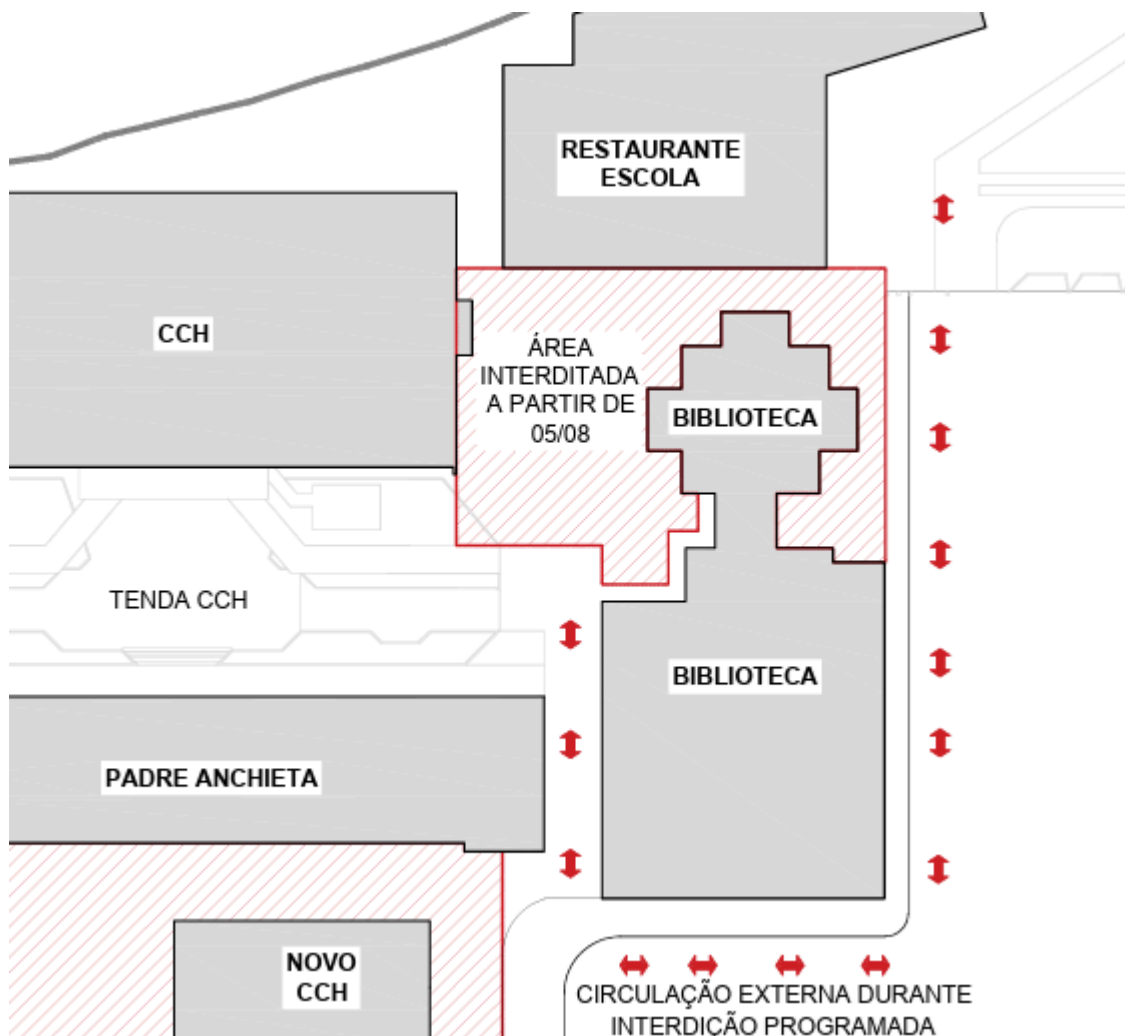 RESTAURANTE
ESCOLA
CCH
ÁREA
INTERDITADA
A PARTIR DE
05/08
BIBLIOTECA
TENDA CCH
BIBLIOTECA
PADRE ANCHIETA
NOVO
CCH
CIRCULAÇÃO EXTERNA DURANTE
INTERDIÇÃO PROGRAMADA